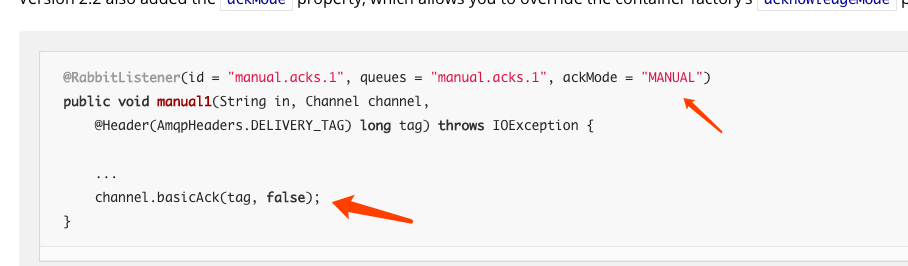 Version 2.2 also added the ackMode property, which allows you to override the container factory's acknowledgeMode p
@RabbitListener(id = "manual.acks.1", queues = "manual.acks.1", ackMode = "MANUAL")
public void manual1(String in, Channel channel,
@Header(AmqpHeaders.DELIVERY_TAG) long tag) throws IOException {
...
channel.basicAck(tag, false);
}